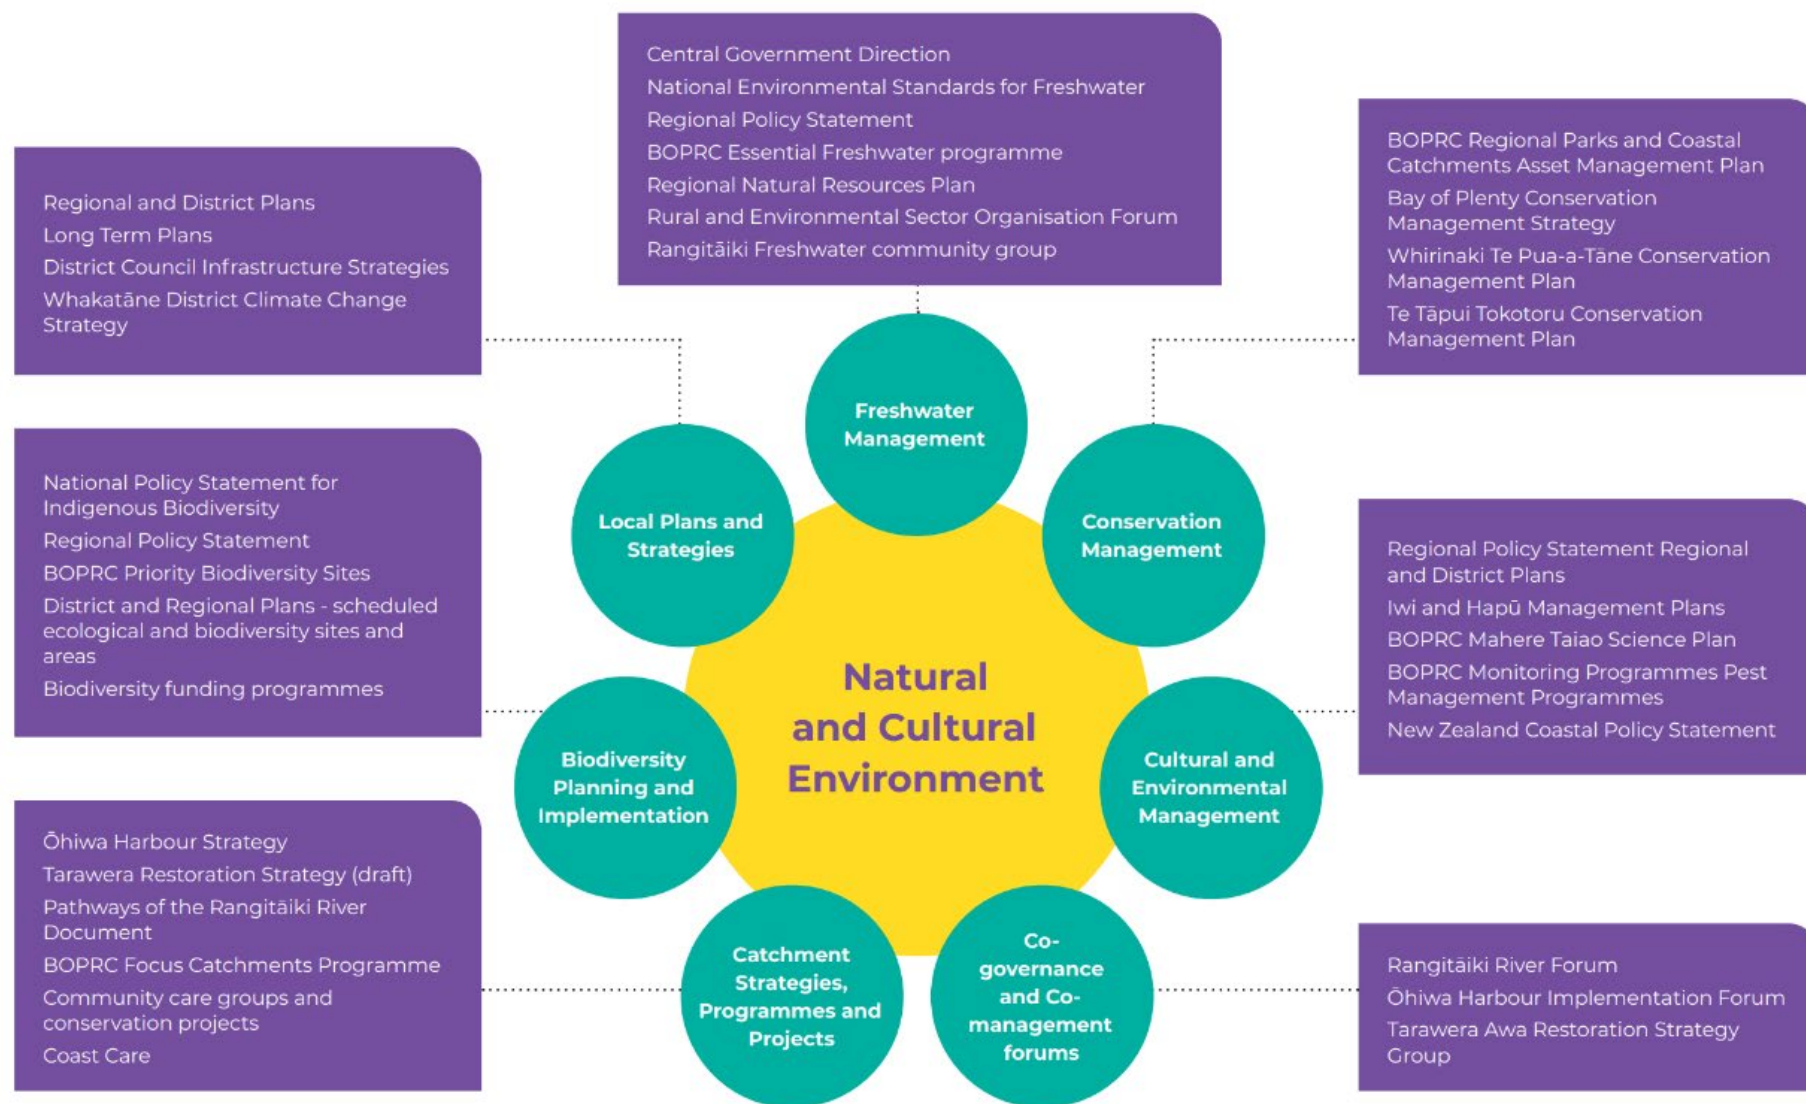 Central Government Direction
National Environmental Standards for Freshwater
Regional Policy Statement
BOPRC Essential Freshwater programme
Regional Natural Resources Plan
Rural and Environmental Sector Organisation Forum
Rangitāiki Freshwater community group
Regional and District Plans
Long Term Plans
District Council Infrastructure Strategies
Whakatāne District Climate Change
Strategy
BOPRC Regional Parks and Coastal
Catchments Asset Management Plan
Bay of Plenty Conservation
Management Strategy
Whirinaki Te Pua-a-Tāne Conservation
Management Plan
Te Tāpui Tokotoru Conservation
Management Plan
Freshwater
Management
Local Plans and
Strategies
Conservation
Management
National Policy Statement for
Indigenous Biodiversity
Regional Policy Statement
BOPRC Priority Biodiversity Sites
District and Regional Plans - scheduled
ecological and biodiversity sites and
areas
Biodiversity funding programmes
Regional Policy Statement Regional
and District Plans
Iwi and Hapū Management Plans
BOPRC Mahere Taiao Science Plan
BOPRC Monitoring Programmes Pest
Management Programmes
New Zealand Coastal Policy Statement
Natural
and Cultural
Environment
Biodiversity
Planning and
Implementation
Cultural and
Environmental
Management
Ōhiwa Harbour Strategy
Tarawera Restoration Strategy (draft)
Pathways of the Rangitāiki River
Document
BOPRC Focus Catchments Programme
Community care groups and
conservation projects
Coast Care
Catchment
Strategies,
Programmes and
Projects
Co-
governance
and Co-
management
forums
Rangitāiki River Forum
Ōhiwa Harbour Implementation Forum
Tarawera Awa Restoration Strategy
Group